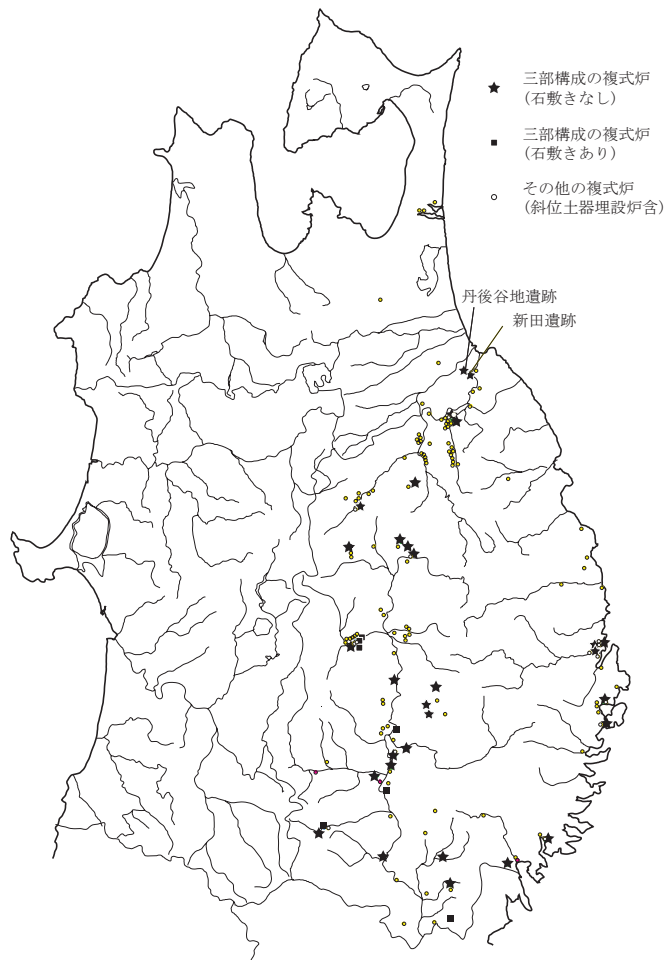 三部構成の複式炉
(石敷きなし)
三部構成の複式炉
(石敷きあり)
その他の複式炉
(斜位土器埋設炉含)
丹後谷地遺跡
新田遺跡